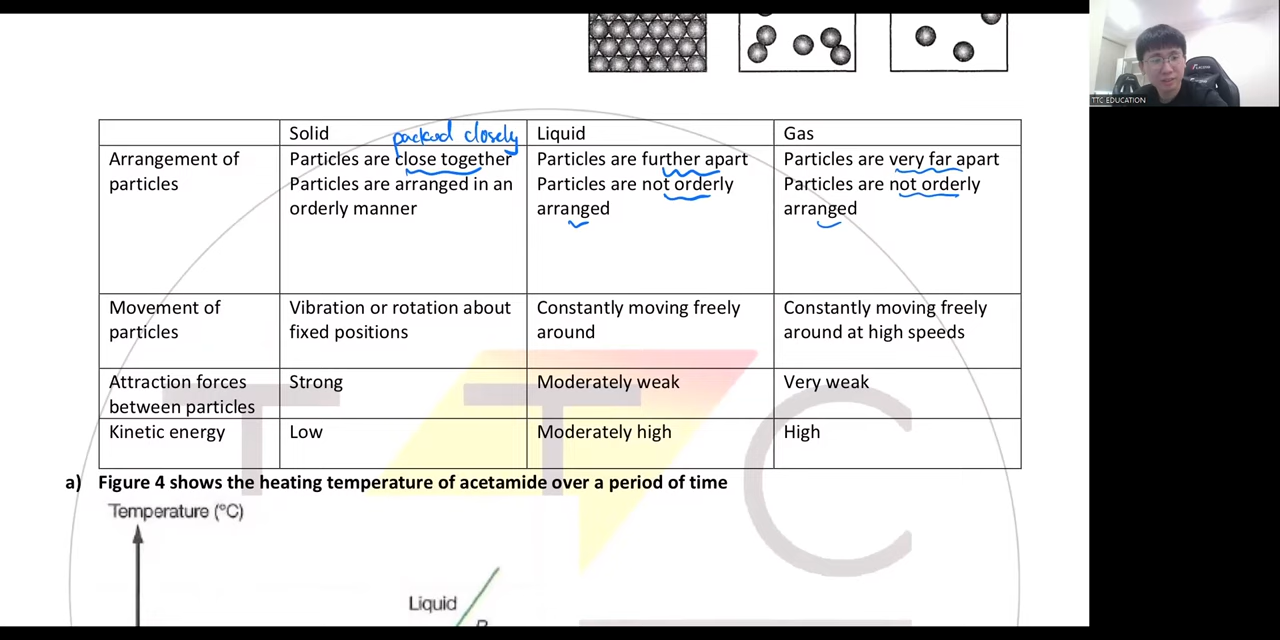 Solid
packed closely
Liquid
Gas
Arrangement of
particles
Particles are close together
Particles are arranged in an
orderly manner
Particles are further apart
Particles are not orderly
arranged
Particles are very far apart
Particles are not orderly
arranged
Movement of
particles
Vibration or rotation about
fixed positions
Constantly moving freely
around
Constantly moving freely
around at high speeds
Attraction forces
between particles
Strong
Moderately weak
Very weak
Kinetic energy
Low
Moderately high
High
a) Figure 4 shows the heating temperature of acetamide over a period of time
Temperature (°C)
Liquid
TTC
TTC EDUCATION